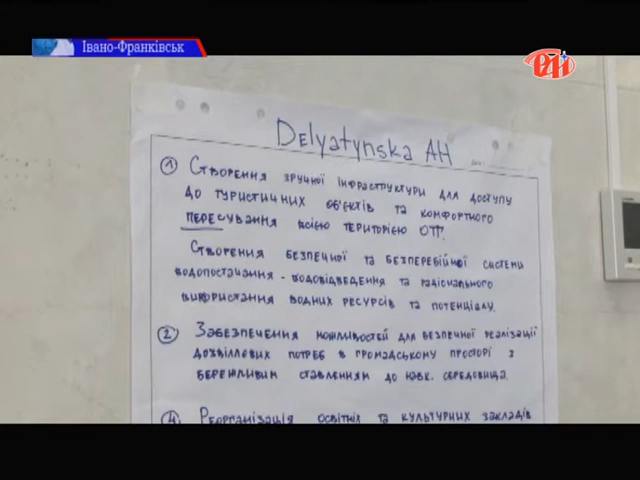 Івано-Франківськ
РАІ
Delyatynska AH
1 Створення зручної інфраструктури для доступу
до туристичних об'єктів та комфортного
пересування всією територією ОТГ.
Створення безпечної та безперебійної системи
водопостачання - водовідведення та раціонального
використання водних ресурсів та потенціалу.
2 Забезпечення можливостей для безпечної реалізації
дозвіллєвих потреб в громадському просторі з
бережливим ставленням до навк. середовища.
4 Реорганізація освітніх та культурних закладів